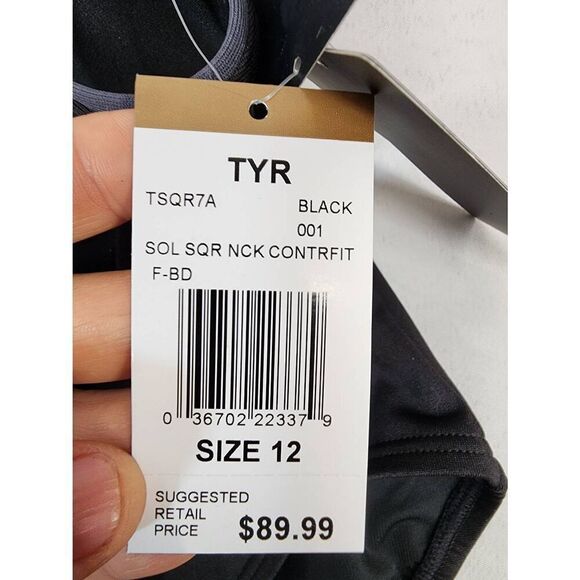 TYR
TSQR7A BLACK
001
SOL SQR NCK CONTRFIT
F-BD
0 36702 22337 9
SIZE 12
SUGGESTED
RETAIL
PRICE $89.99